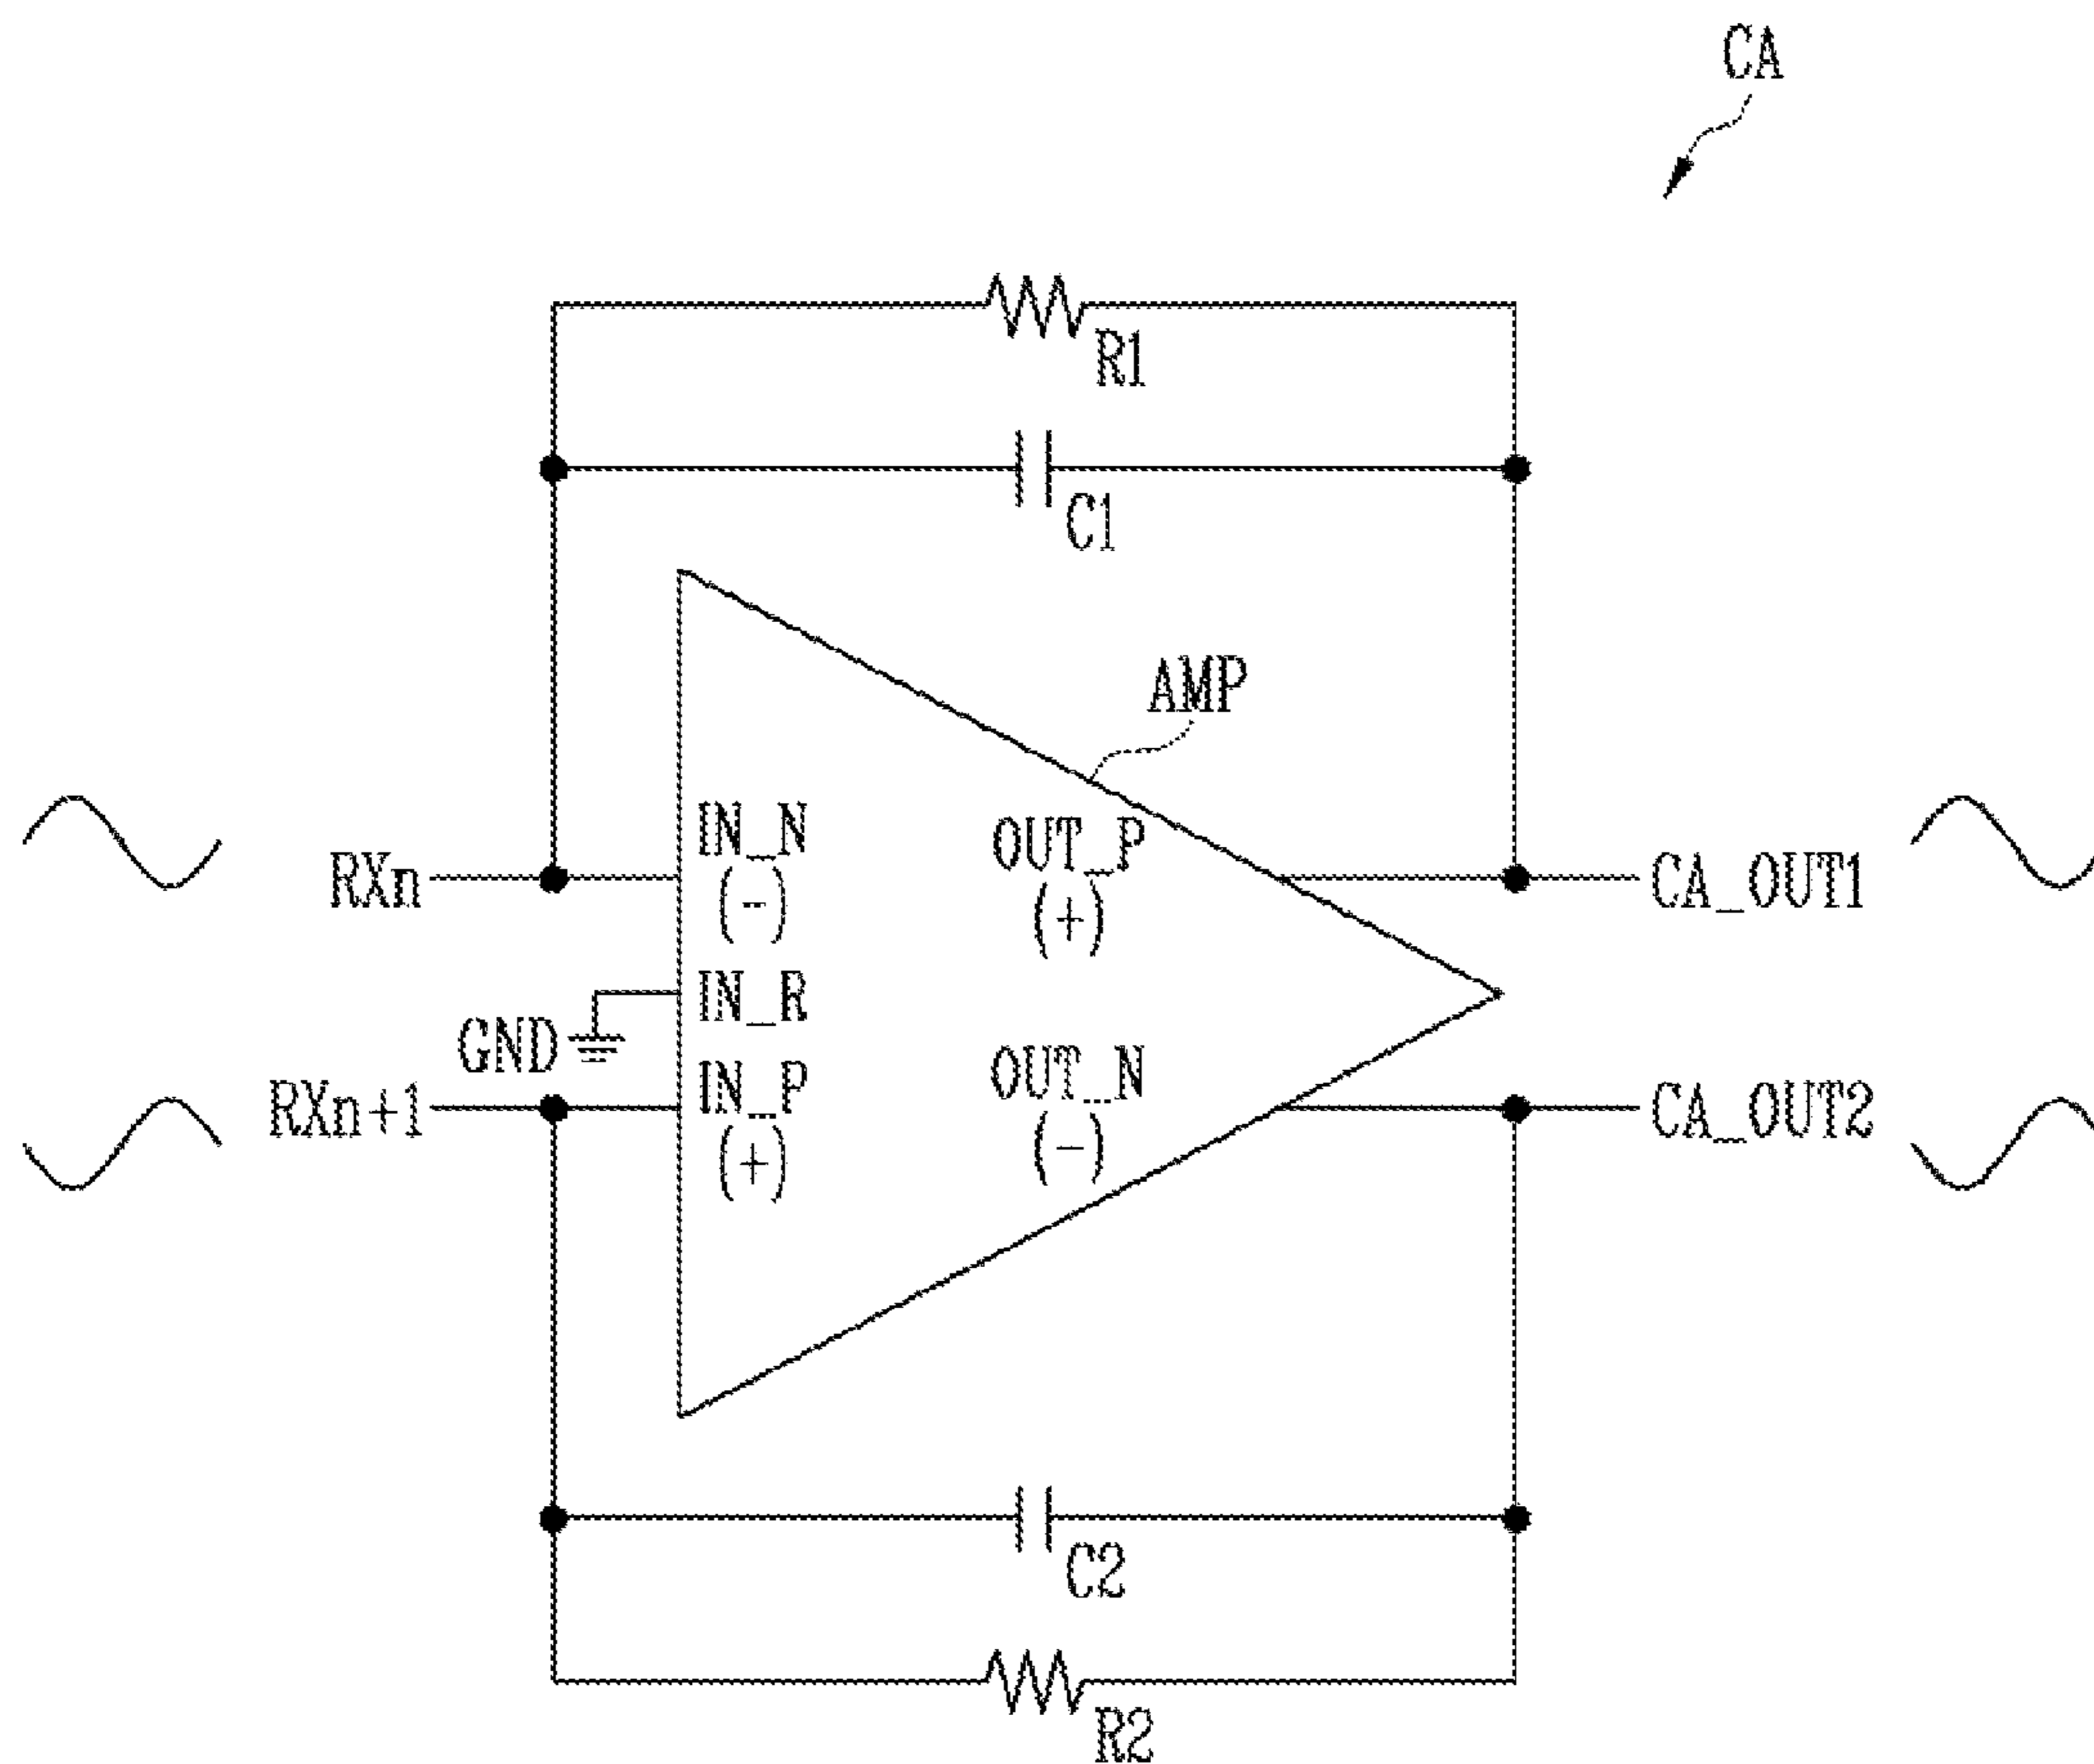 CA
R1
C1
AMP
IN_N
(-)
OUT_P
(+)
RXn
CA_OUT1
IN_R
GND
IN_P
(+)
OUT_N
(-)
RXn+1
CA_OUT2
C2
R2